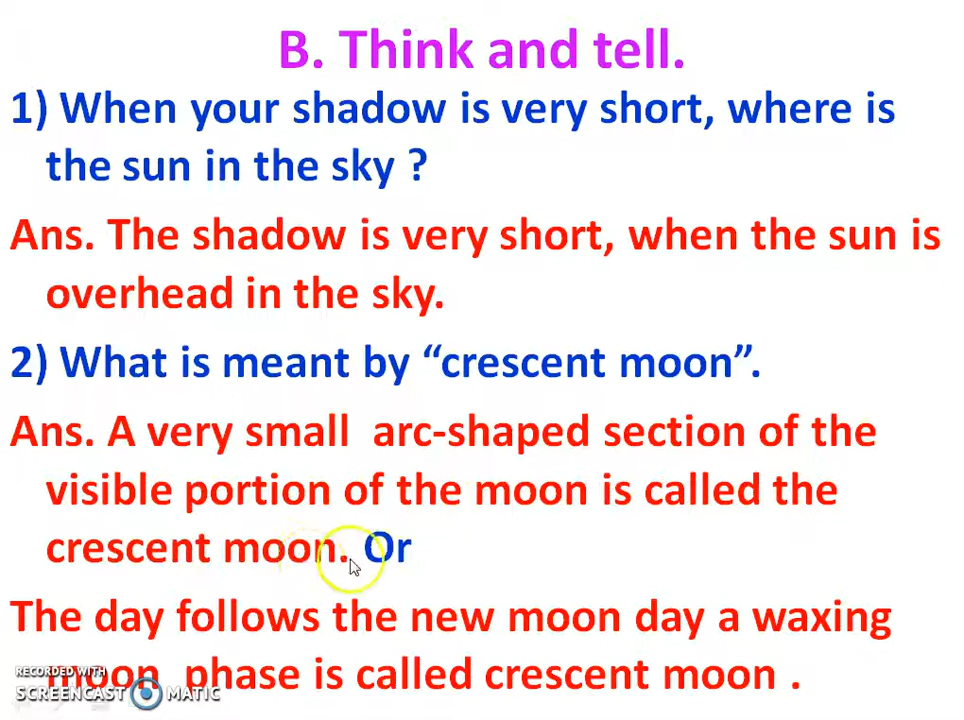 B. Think and tell.
1) When your shadow is very short, where is
the sun in the sky ?
Ans. The shadow is very short, when the sun is
overhead in the sky.
2) What is meant by “crescent moon”.
Ans. A very small arc-shaped section of the
visible portion of the moon is called the
crescent moon. Or
The day follows the new moon day a waxing
moon phase is called crescent moon .
RECORDED WITH
SCREENCAST MATIC